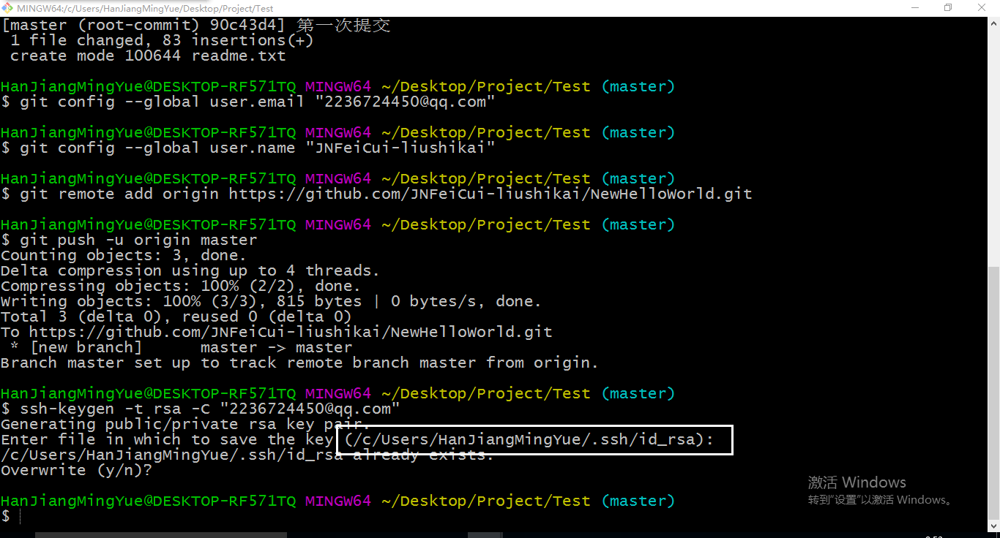 MINGW64:/c/Users/HanJiangMingYue/Desktop/Project/Test
[master (root-commit) 90c43d4] 第一次提交
 1 file changed, 83 insertions(+)
 create mode 100644 readme.txt
HanJiangMingYue@DESKTOP-RF571TQ MINGW64 ~/Desktop/Project/Test (master)
$ git config --global user.email "2236724450@qq.com"
HanJiangMingYue@DESKTOP-RF571TQ MINGW64 ~/Desktop/Project/Test (master)
$ git config --global user.name "JNFeiCui-liushikai"
HanJiangMingYue@DESKTOP-RF571TQ MINGW64 ~/Desktop/Project/Test (master)
$ git remote add origin https://github.com/JNFeiCui-liushikai/NewHelloWorld.git
HanJiangMingYue@DESKTOP-RF571TQ MINGW64 ~/Desktop/Project/Test (master)
$ git push -u origin master
Counting objects: 3, done.
Delta compression using up to 4 threads.
Compressing objects: 100% (2/2), done.
Writing objects: 100% (3/3), 815 bytes | 0 bytes/s, done.
Total 3 (delta 0), reused 0 (delta 0)
To https://github.com/JNFeiCui-liushikai/NewHelloWorld.git
 * [new branch]      master -> master
Branch master set up to track remote branch master from origin.
HanJiangMingYue@DESKTOP-RF571TQ MINGW64 ~/Desktop/Project/Test (master)
$ ssh-keygen -t rsa -C "2236724450@qq.com"
Generating public/private rsa key pair.
Enter file in which to save the key (/c/Users/HanJiangMingYue/.ssh/id_rsa):
/c/Users/HanJiangMingYue/.ssh/id_rsa already exists.
Overwrite (y/n)?
激活 Windows
转到"设置"以激活 Windows。
HanJiangMingYue@DESKTOP-RF571TQ MINGW64 ~/Desktop/Project/Test (master)
$